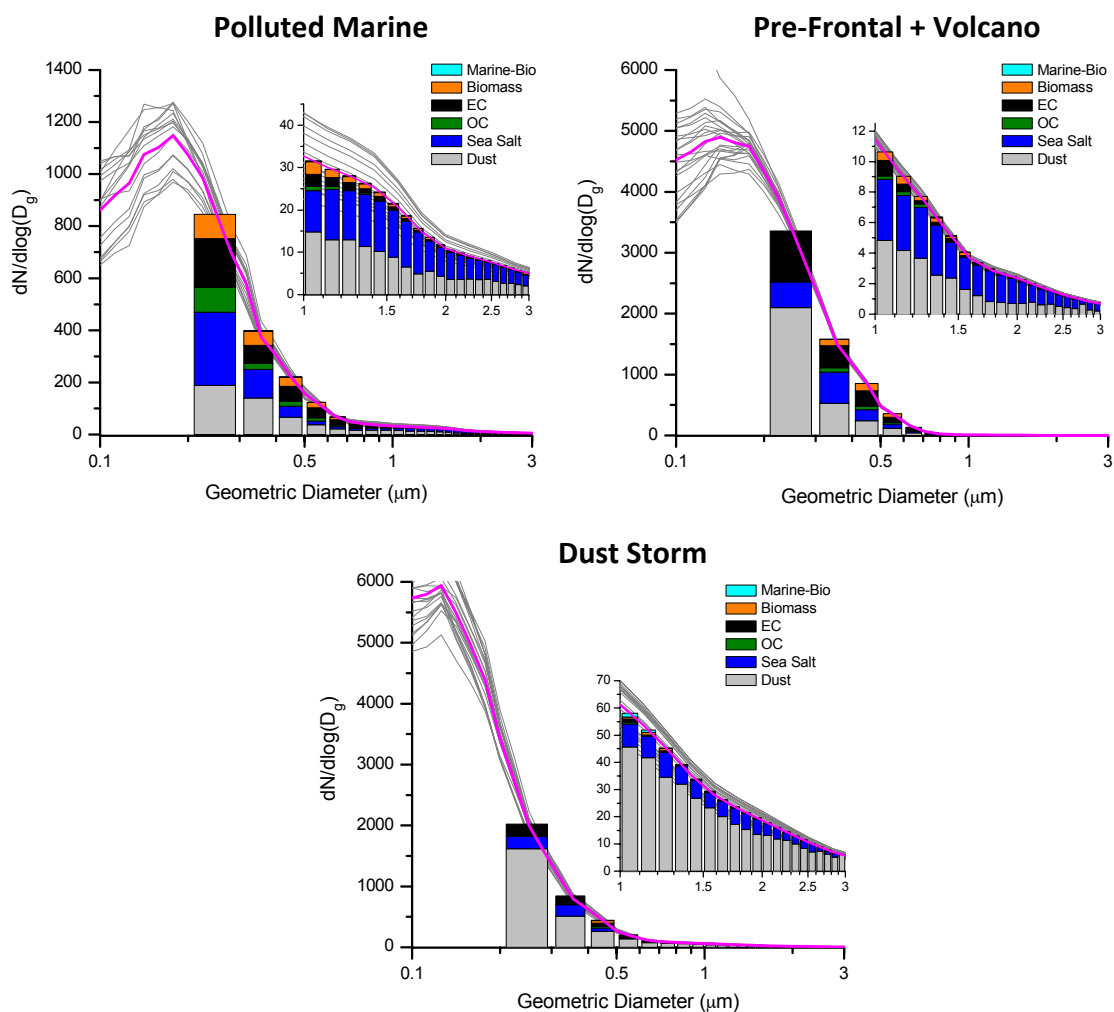 Polluted Marine
1400
1200
1000
800
600
400
200
0
dN/dlog(Dg)
0.1
0.5
1
3
Geometric Diameter (μm)
Marine-Bio
Biomass
EC
OC
Sea Salt
Dust
40
30
20
10
0
1
1.5
2
2.5
3
Pre-Frontal + Volcano
6000
5000
4000
3000
2000
1000
0
dN/dlog(Dg)
0.1
0.5
1
3
Geometric Diameter (μm)
Marine-Bio
Biomass
EC
OC
Sea Salt
Dust
12
10
8
6
4
2
0
1
1.5
2
2.5
3
Dust Storm
6000
5000
4000
3000
2000
1000
0
dN/dlog(Dg)
0.1
0.5
1
3
Geometric Diameter (μm)
Marine-Bio
Biomass
EC
OC
Sea Salt
Dust
70
60
50
40
30
20
10
0
1
1.5
2
2.5
3